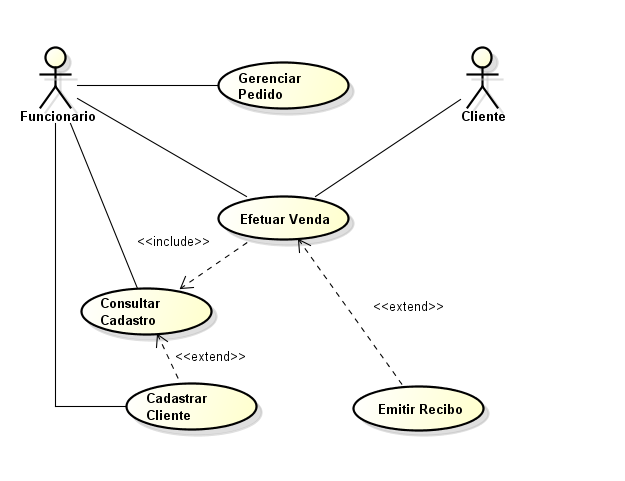 Gerenciar
Pedido
Funcionario
Cliente
Efetuar Venda
<<include>>
Consultar
Cadastro
<<extend>>
<<extend>>
Cadastrar
Cliente
Emitir Recibo